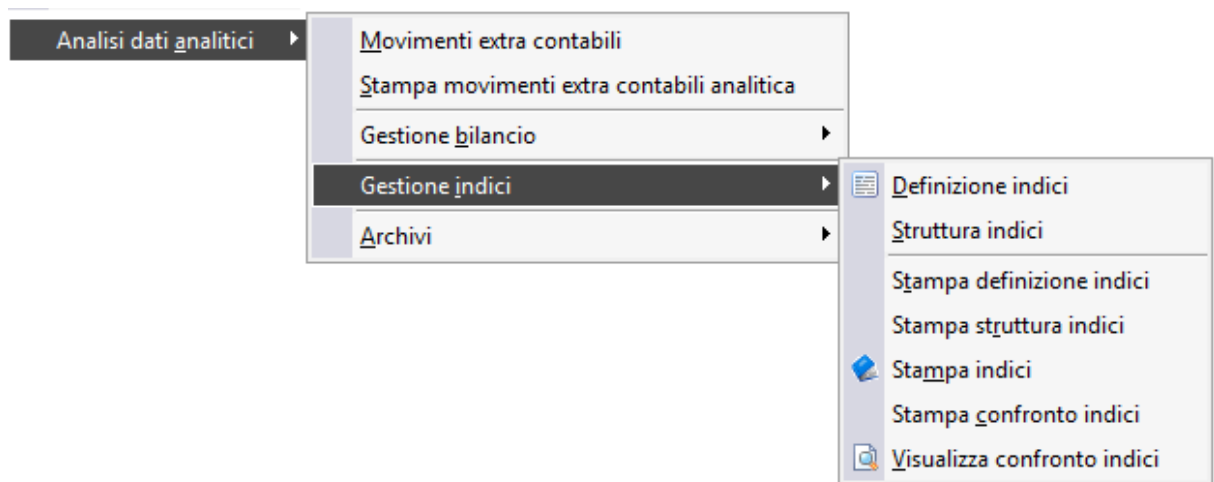 Analisi dati analitici
Movimenti extra contabili
Stampa movimenti extra contabili analitica
Gestione bilancio
Gestione indici
Archivi
Definizione indici
Struttura indici
Stampa definizione indici
Stampa struttura indici
Stampa indici
Stampa confronto indici
Visualizza confronto indici